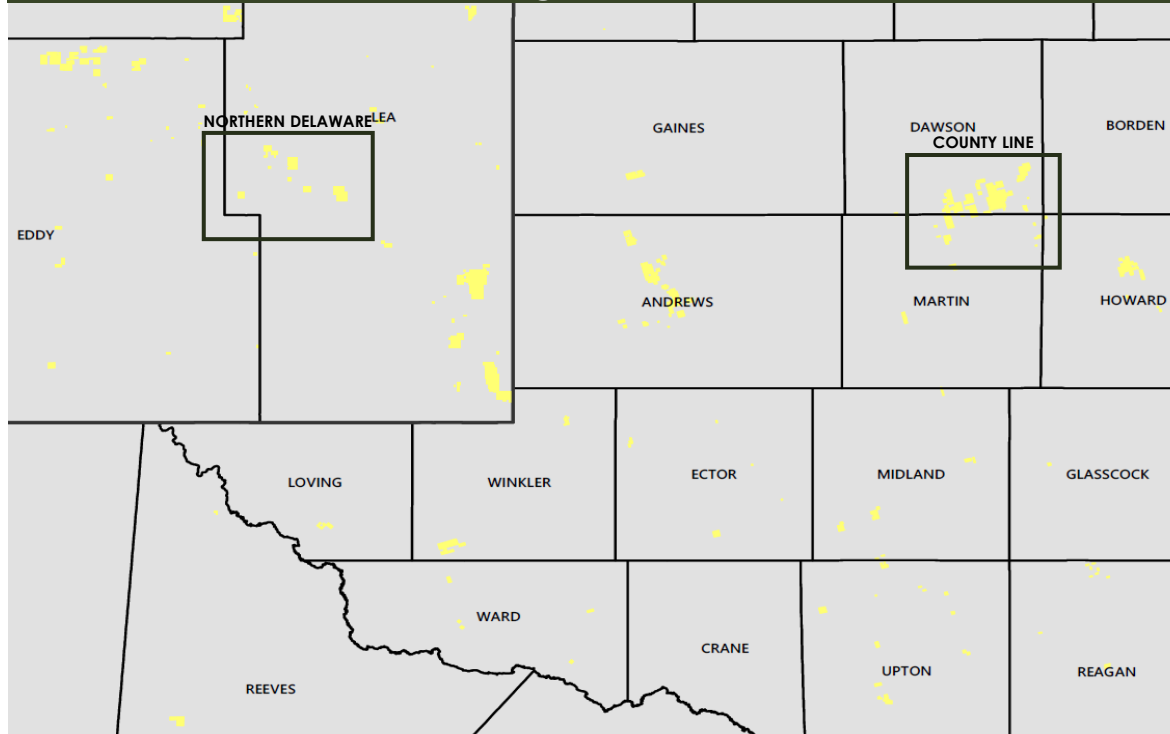 LEA
NORTHERN DELAWARE
GAINES
DAWSON
BORDEN
COUNTY LINE
EDDY
ANDREWS
MARTIN
HOWARD
LOVING
WINKLER
ECTOR
MIDLAND
GLASSCOCK
WARD
CRANE
UPTON
REAGAN
REEVES